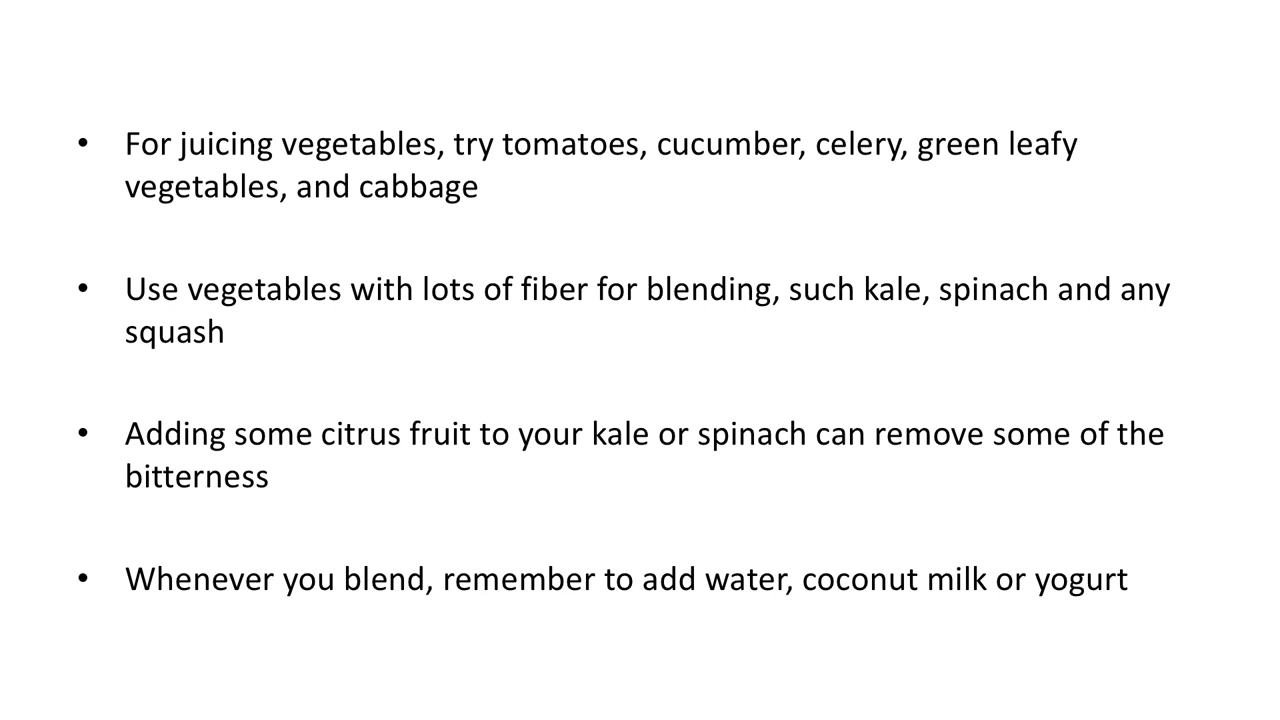 • For juicing vegetables, try tomatoes, cucumber, celery, green leafy
vegetables, and cabbage
• Use vegetables with lots of fiber for blending, such kale, spinach and any
squash
• Adding some citrus fruit to your kale or spinach can remove some of the
bitterness
• Whenever you blend, remember to add water, coconut milk or yogurt